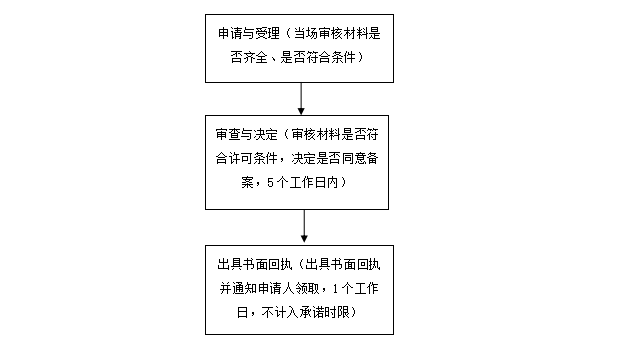 申请与受理（当场审核材料是
否齐全、是否符合条件）
审查与决定（审核材料是否符
合许可条件，决定是否同意备
案，5个工作日内）
出具书面回执（出具书面回执
并通知申请人领取，1个工作
日，不计入承诺时限）